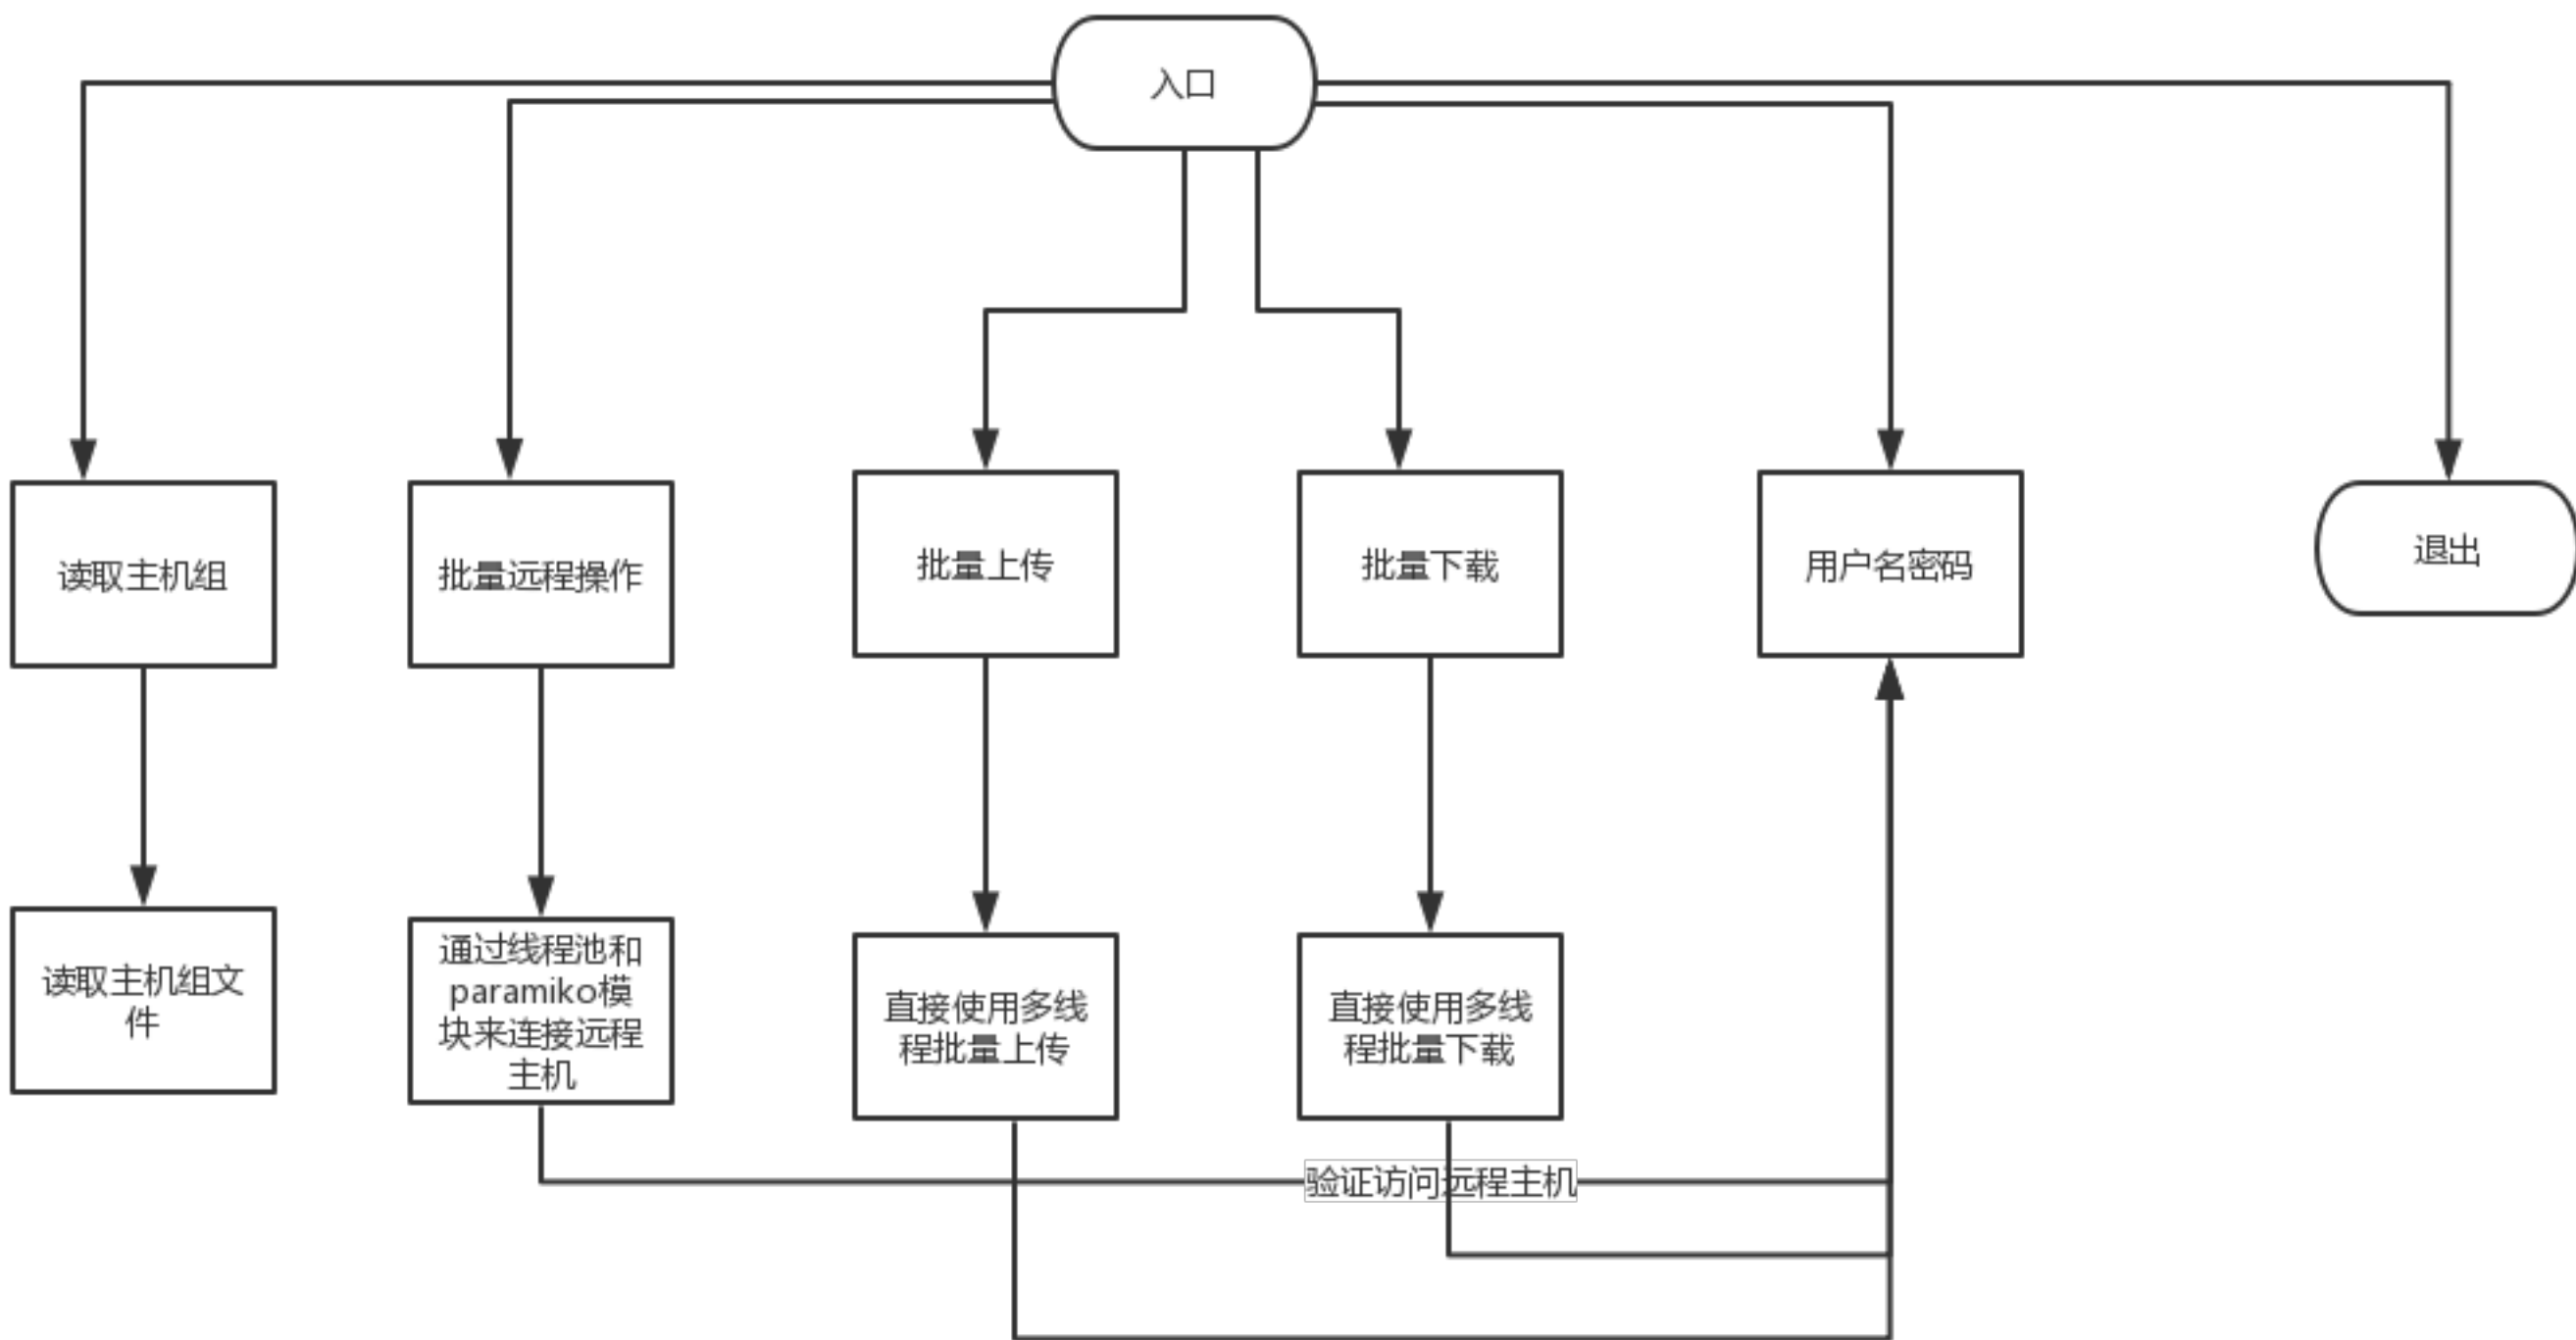 入口
读取主机组
批量远程操作
批量上传
批量下载
用户名密码
退出
读取主机组文
件
通过线程池和
paramiko模
块来连接远程
主机
直接使用多线
程批量上传
直接使用多线
程批量下载
验证访问远程主机